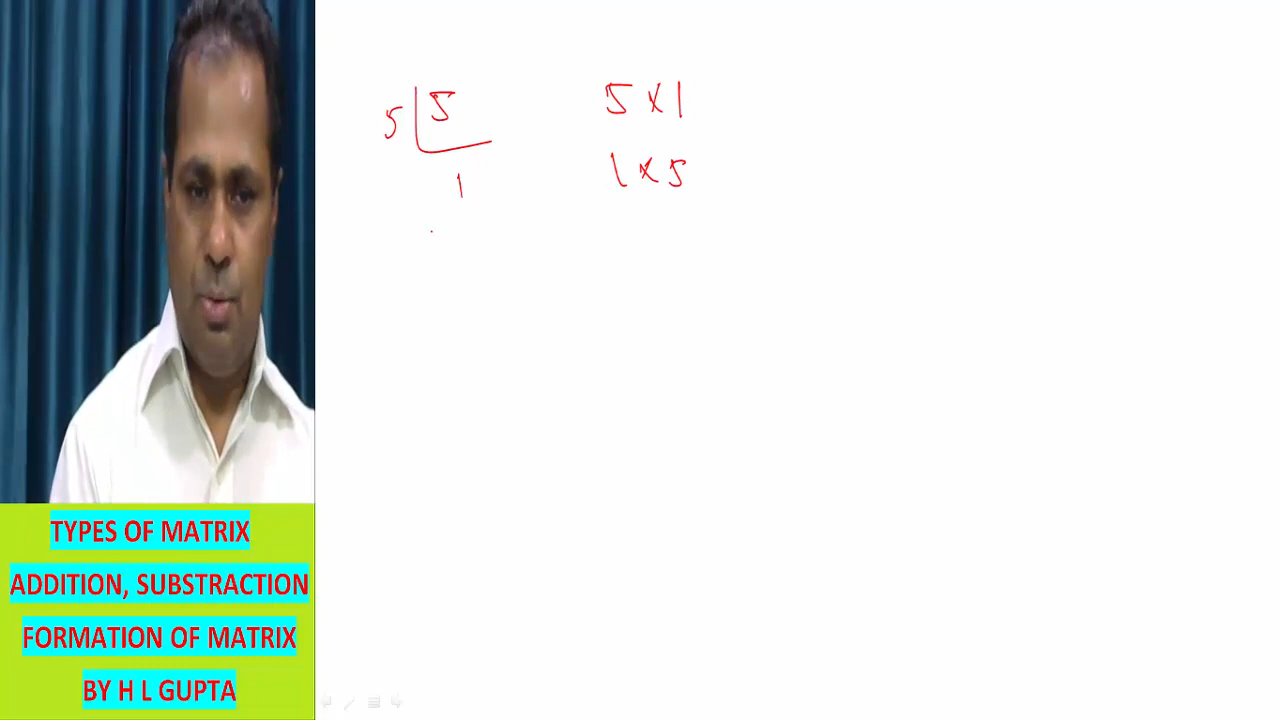 5 5 5 x 1
1 1 x 5
TYPES OF MATRIX
ADDITION, SUBSTRACTION
FORMATION OF MATRIX
BY H L GUPTA